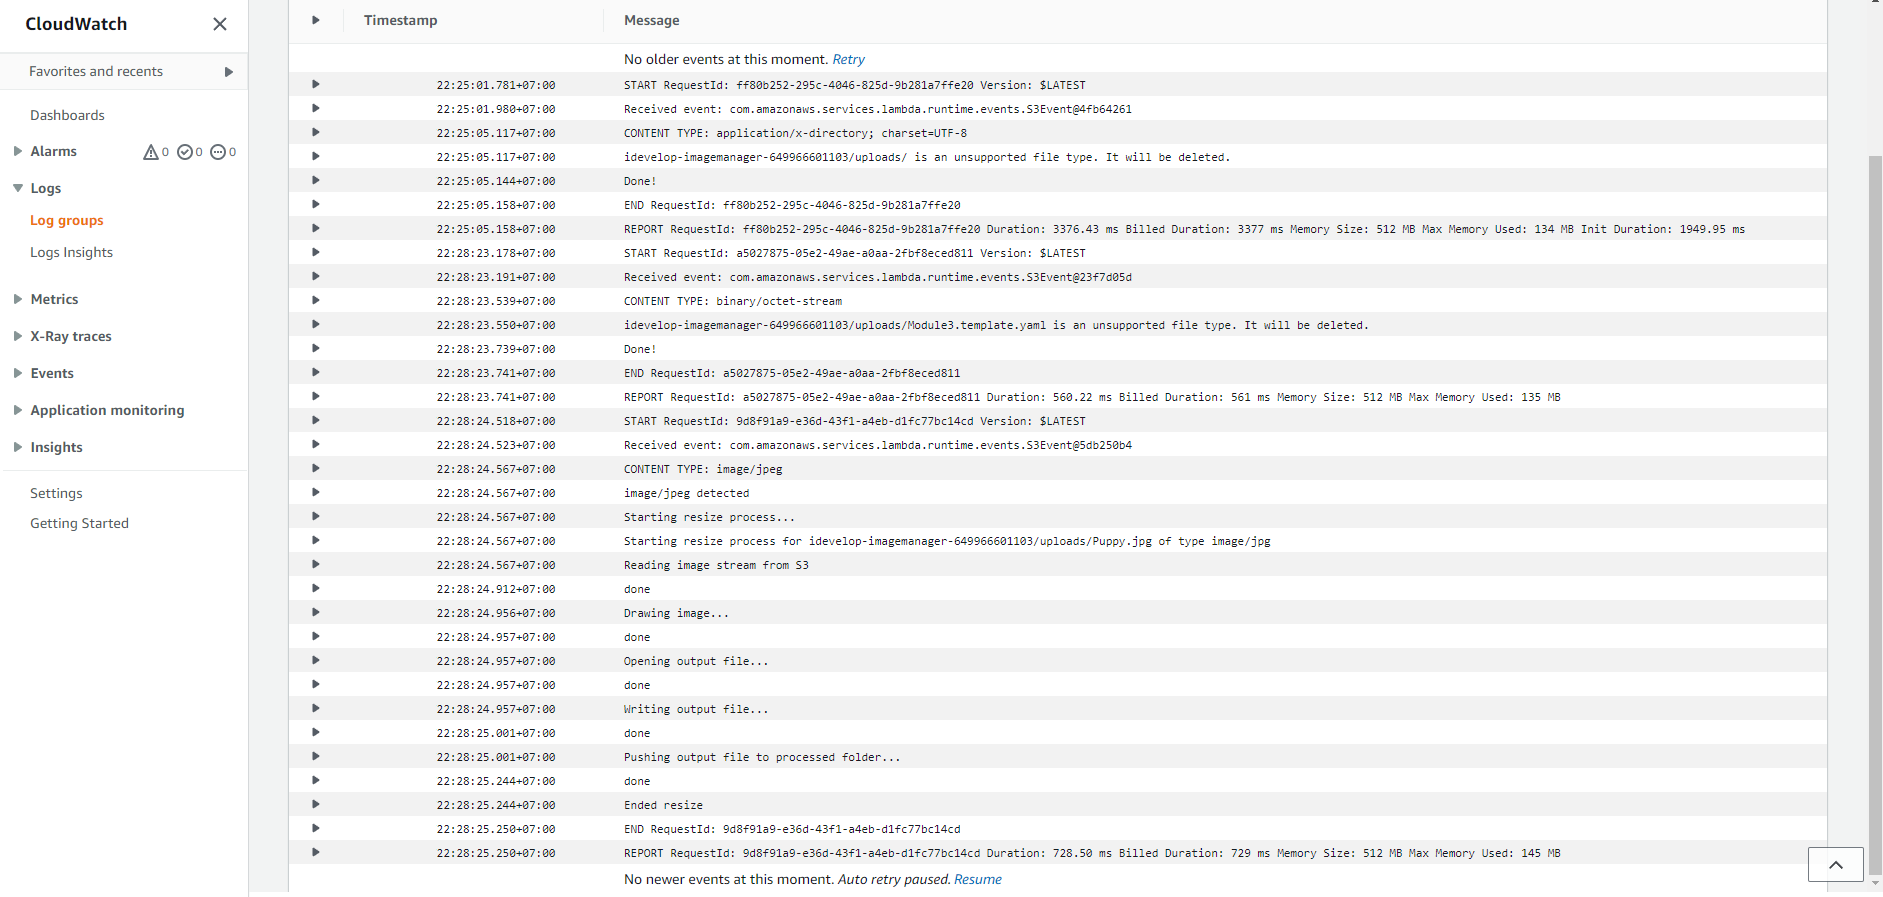 CloudWatch
Favorites and recents
Dashboards
Alarms 0 0 0
Logs
Log groups
Logs Insights
Metrics
X-Ray traces
Events
Application monitoring
Insights
Settings
Getting Started
Timestamp Message
No older events at this moment. Retry
22:25:01.781+07:00 START RequestId: ff80b252-295c-4046-825d-9b281a7ffe20 Version: $LATEST
22:25:01.980+07:00 Received event: com.amazonaws.services.lambda.runtime.events.S3Event@4fb64261
22:25:05.117+07:00 CONTENT TYPE: application/x-directory; charset=UTF-8
22:25:05.117+07:00 idevelop-imagemanager-649966601103/uploads/ is an unsupported file type. It will be deleted.
22:25:05.144+07:00 Done!
22:25:05.158+07:00 END RequestId: ff80b252-295c-4046-825d-9b281a7ffe20
22:25:05.158+07:00 REPORT RequestId: ff80b252-295c-4046-825d-9b281a7ffe20 Duration: 3376.43 ms Billed Duration: 3377 ms Memory Size: 512 MB Max Memory Used: 134 MB Init Duration: 1949.95 ms
22:28:23.178+07:00 START RequestId: a5027875-05e2-49ae-a0aa-2fbf8eced811 Version: $LATEST
22:28:23.191+07:00 Received event: com.amazonaws.services.lambda.runtime.events.S3Event@23f7d05d
22:28:23.539+07:00 CONTENT TYPE: binary/octet-stream
22:28:23.550+07:00 idevelop-imagemanager-649966601103/uploads/Module3.template.yaml is an unsupported file type. It will be deleted.
22:28:23.739+07:00 Done!
22:28:23.741+07:00 END RequestId: a5027875-05e2-49ae-a0aa-2fbf8eced811
22:28:23.741+07:00 REPORT RequestId: a5027875-05e2-49ae-a0aa-2fbf8eced811 Duration: 560.22 ms Billed Duration: 561 ms Memory Size: 512 MB Max Memory Used: 135 MB
22:28:24.518+07:00 START RequestId: 9d8f91a9-e36d-43f1-a4eb-d1fc77bc14cd Version: $LATEST
22:28:24.523+07:00 Received event: com.amazonaws.services.lambda.runtime.events.S3Event@5db250b4
22:28:24.567+07:00 CONTENT TYPE: image/jpeg
22:28:24.567+07:00 image/jpeg detected
22:28:24.567+07:00 Starting resize process...
22:28:24.567+07:00 Starting resize process for idevelop-imagemanager-649966601103/uploads/Puppy.jpg of type image/jpg
22:28:24.567+07:00 Reading image stream from S3
22:28:24.912+07:00 done
22:28:24.956+07:00 Drawing image...
22:28:24.957+07:00 done
22:28:24.957+07:00 Opening output file...
22:28:24.957+07:00 done
22:28:24.957+07:00 Writing output file...
22:28:25.001+07:00 done
22:28:25.001+07:00 Pushing output file to processed folder...
22:28:25.244+07:00 done
22:28:25.244+07:00 Ended resize
22:28:25.250+07:00 END RequestId: 9d8f91a9-e36d-43f1-a4eb-d1fc77bc14cd
22:28:25.250+07:00 REPORT RequestId: 9d8f91a9-e36d-43f1-a4eb-d1fc77bc14cd Duration: 728.50 ms Billed Duration: 729 ms Memory Size: 512 MB Max Memory Used: 145 MB
No newer events at this moment. Auto retry paused. Resume